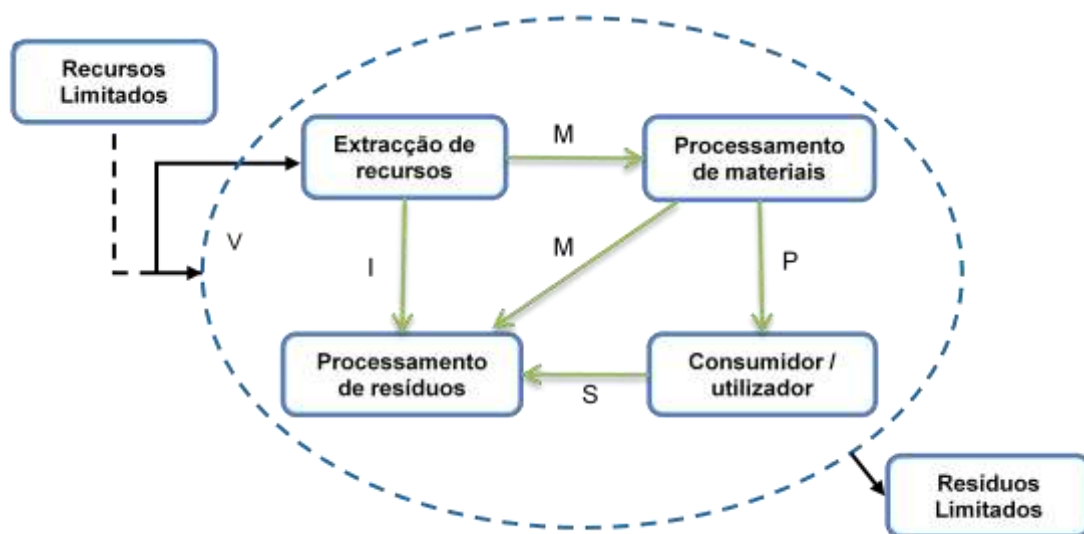 Recursos
Limitados
Extracção de
recursos
M
Processamento
de materiais
V
I
M
P
Processamento
de resíduos
S
Consumidor /
utilizador
Resíduos
Limitados